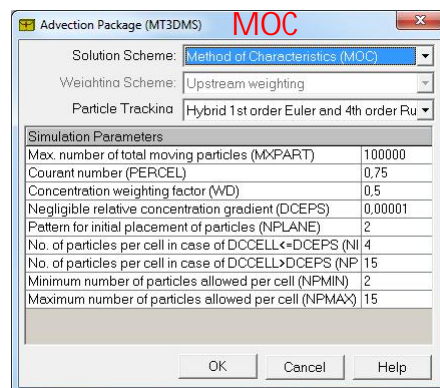 Advection Package (MT3DMS) MOC
Solution Scheme: Method of Characteristics (MOC)
Weighting Scheme: Upstream weighting
Particle Tracking Hybrid 1st order Euler and 4th order Ru
Simulation Parameters
Max. number of total moving particles (MXPART) 100000
Courant number (PERCEL) 0,75
Concentration weighting factor (WD) 0,5
Negligible relative concentration gradient (DCEPS) 0,00001
Pattern for initial placement of particles (NPLANE) 2
No. of particles per cell in case of DCCELL<=DCEPS (NI 4
No. of particles per cell in case of DCCELL>DCEPS (NP 15
Minimum number of particles allowed per cell (NPMIN) 2
Maximum number of particles allowed per cell (NPMAX) 15
OK Cancel Help